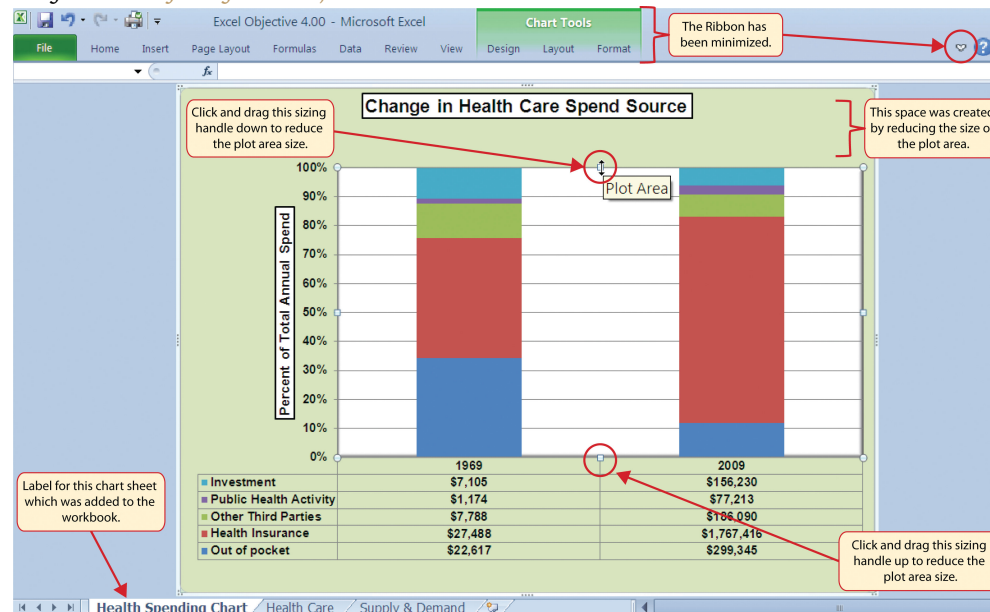 Excel Objective 4.00 - Microsoft Excel
Chart Tools
File Home Insert Page Layout Formulas Data Review View Design Layout Format
The Ribbon has
been minimized.
fx
Change in Health Care Spend Source
Click and drag this sizing
handle down to reduce
the plot area size.
This space was created
by reducing the size o
the plot area.
Plot Area
100%
90%
80%
70%
60%
50%
40%
30%
20%
10%
0%
Percent of Total Annual Spend
1969 2009
Investment $7,105 $156,230
Public Health Activity $1,174 $77,213
Other Third Parties $7,788 $186,090
Health Insurance $27,488 $1,767,416
Out of pocket $22,617 $299,345
Label for this chart sheet
which was added to the
workbook.
Click and drag this sizing
handle up to reduce the
plot area size.
Health Spending Chart Health Care Supply & Demand